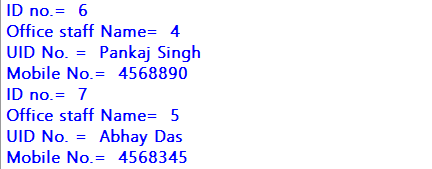 ID no.=  6
Office staff Name=  4
UID No. =  Pankaj Singh
Mobile No.=  4568890
ID no.=  7
Office staff Name=  5
UID No. =  Abhay Das
Mobile No.=  4568345